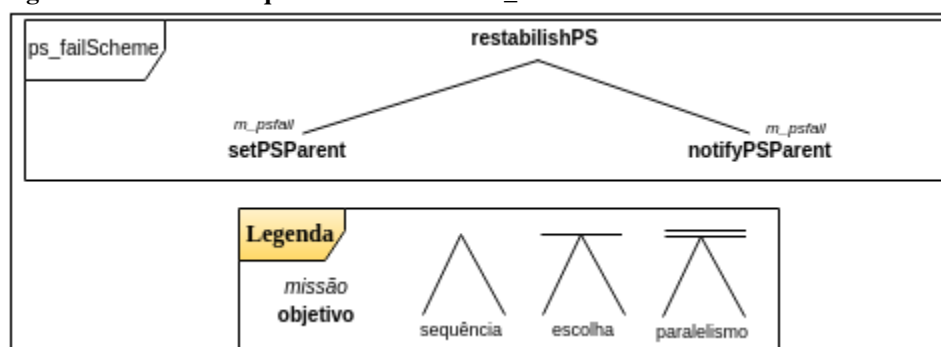 restabilishPS
ps_failScheme
m_psfail
m_psfail
setPSParent
notifyPSParent
Legenda
missão
objetivo
sequência
escolha
paralelismo